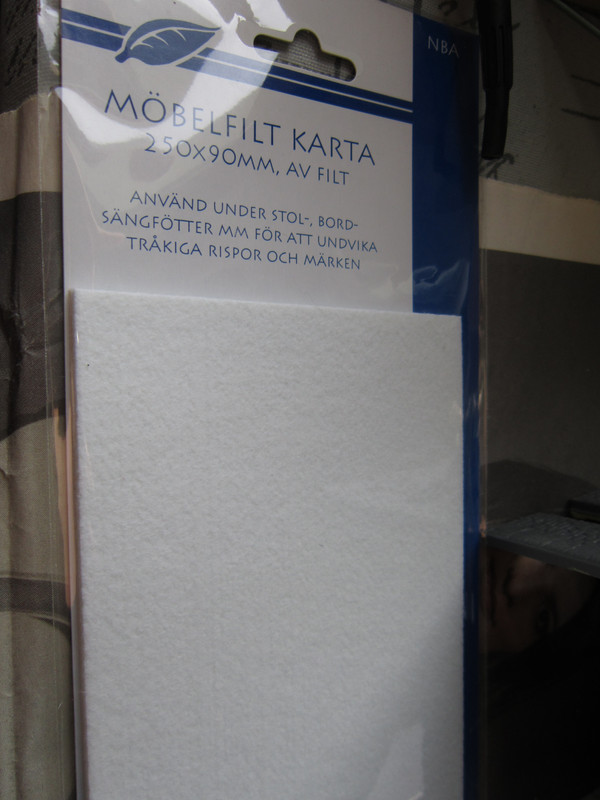 NBA
MÖBELFILT KARTA
250X90MM, AV FILT
ANVÄND UNDER STOL-, BORD-
SÄNGFÖTTER MM FÖR ATT UNDVIKA
TRÅKIGA RISPOR OCH MÄRKEN